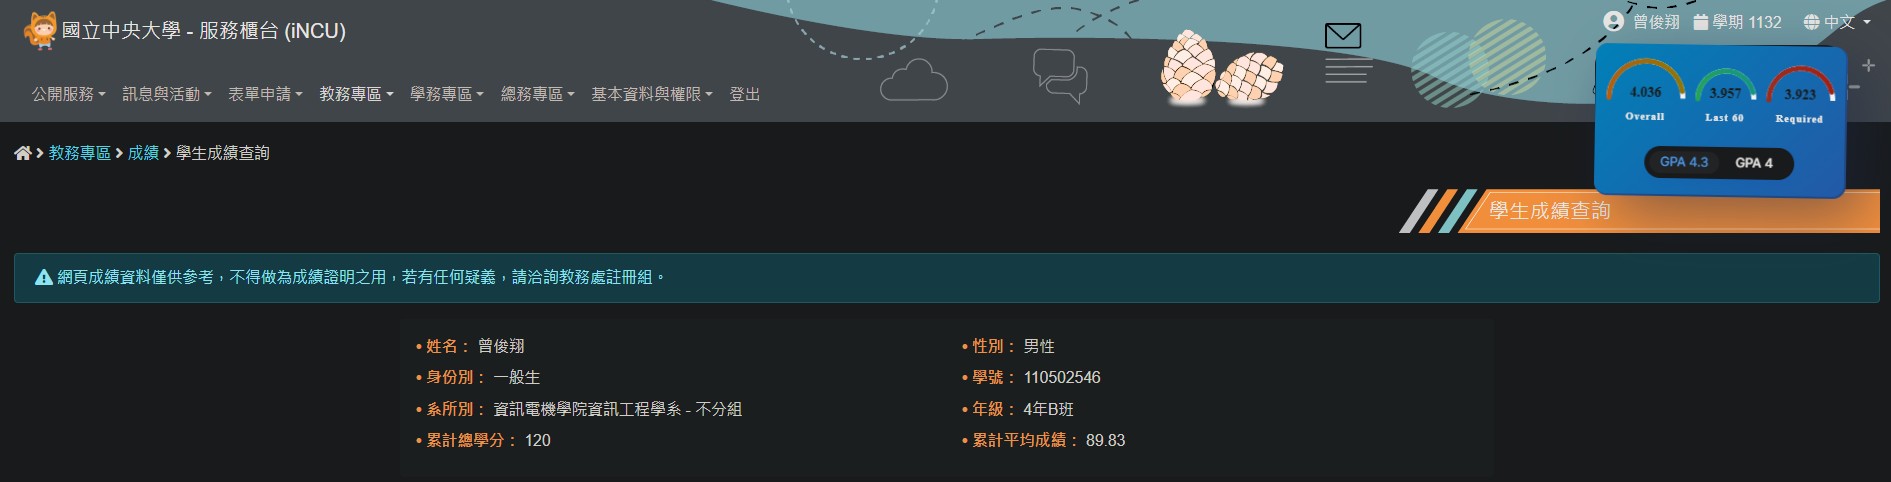 國立中央大學 - 服務櫃台 (iNCU)
曾俊翔 學期 1132 中文
公開服務 訊息與活動 表單申請 教務專區 學務專區 總務專區 基本資料與權限 登出
4.036 3.957 3.923
Overall Last 60 Required
GPA 4.3 GPA 4
教務專區 成績 學生成績查詢
學生成績查詢
網頁成績資料僅供參考，不得做為成績證明之用，若有任何疑義，請洽詢教務處註冊組。
• 姓名： 曾俊翔
• 性別： 男性
• 身份別： 一般生
• 學號： 110502546
• 系所別： 資訊電機學院資訊工程學系 - 不分組
• 年級： 4年B班
• 累計總學分： 120
• 累計平均成績： 89.83